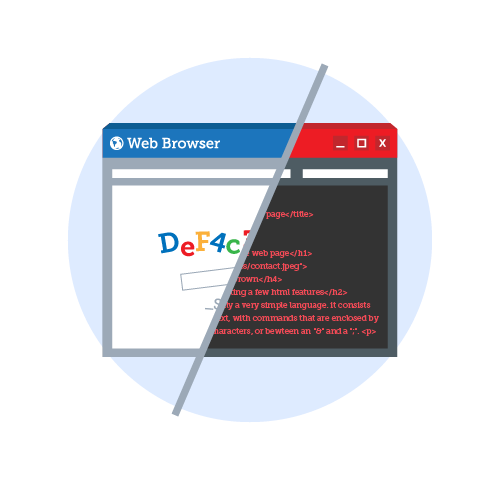 Web Browser
X
page</title>
DeF4c
web page</h1>
s/contact.jpeg">
rown</h4>
ing a few html features</h2>
y a very simple language. it consists
ext, with commands that are enclosed by
haracters, or bewteen an "&" and a ";". <p>